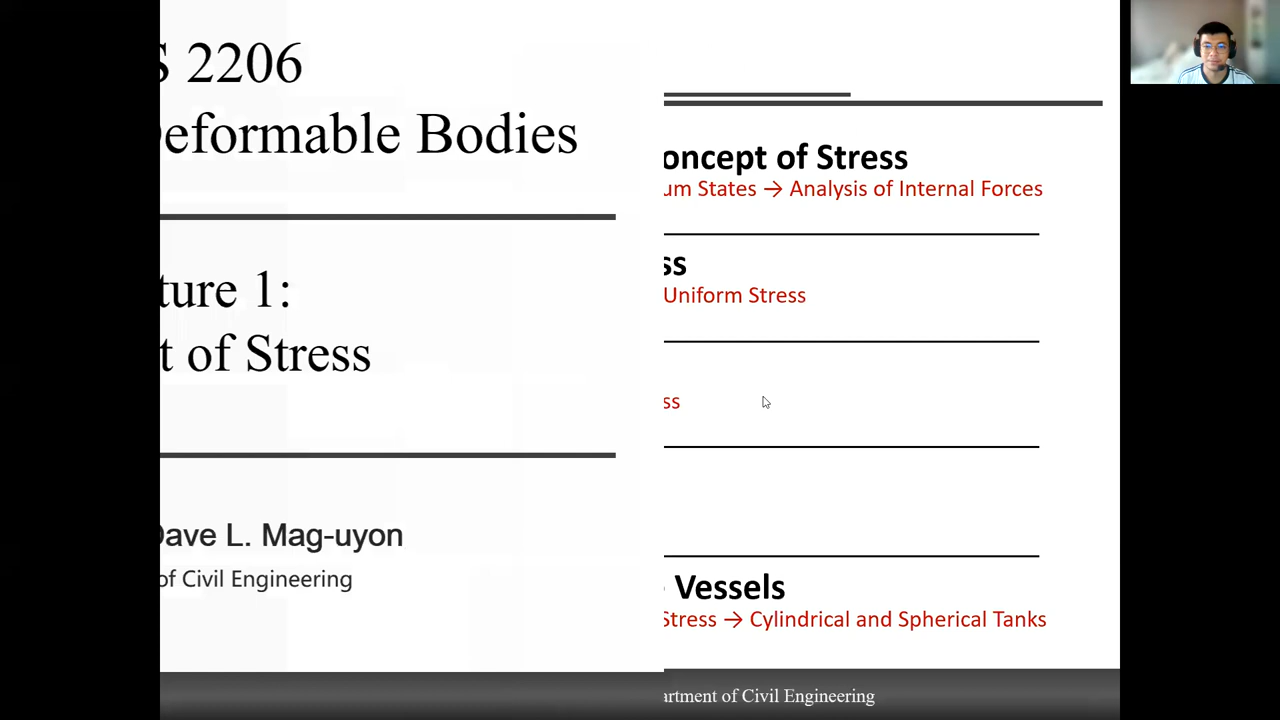 S 2206
eformable Bodies
ture 1:
t of Stress
Dave L. Mag-uyon
of Civil Engineering
oncept of Stress
um States → Analysis of Internal Forces
ss
Uniform Stress
ss
Vessels
Stress → Cylindrical and Spherical Tanks
artment of Civil Engineering